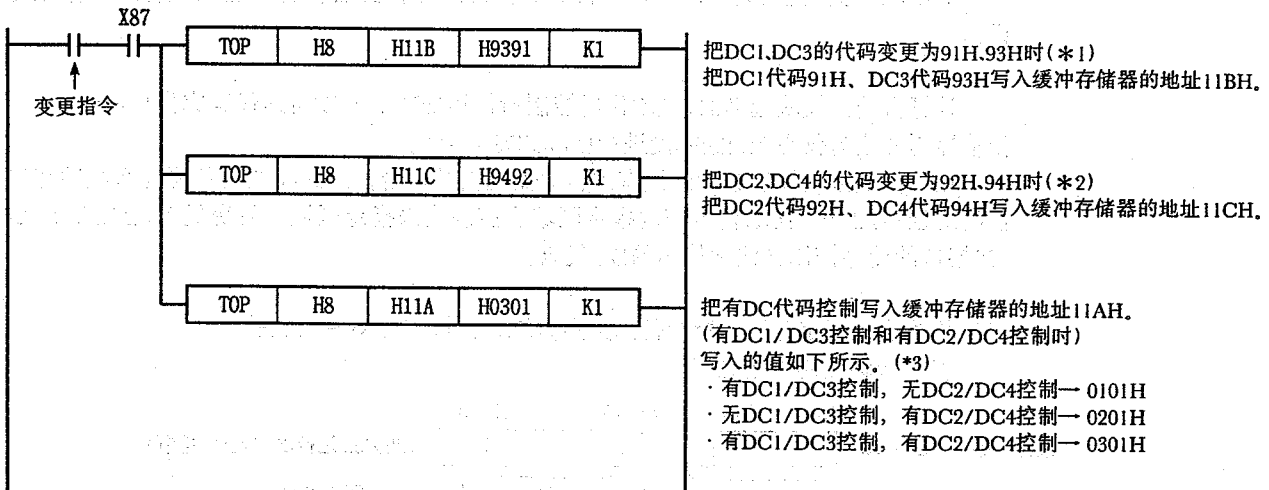 X87
TOP H8 H11B H9391 K1
变更指令
把DC1、DC3的代码变更为91H、93H时(＊1)
把DC1代码91H、DC3代码93H写入缓冲存储器的地址11BH。
TOP H8 H11C H9492 K1
把DC2、DC4的代码变更为92H、94H时(＊2)
把DC2代码92H、DC4代码94H写入缓冲存储器的地址11CH。
TOP H8 H11A H0301 K1
把有DC代码控制写入缓冲存储器的地址11AH。
(有DC1/DC3控制和有DC2/DC4控制时)
写入的值如下所示。(*3)
·有DC1/DC3控制，无DC2/DC4控制→0101H
·无DC1/DC3控制，有DC2/DC4控制→0201H
·有DC1/DC3控制，有DC2/DC4控制→0301H